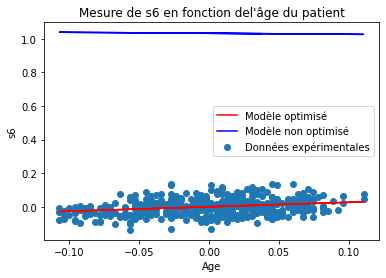 Mesure de s6 en fonction del'âge du patient
1.0
0.8
0.6
0.4
0.2
0.0
s6
Modèle optimisé
Modèle non optimisé
Données expérimentales
−0.10
−0.05
0.00
0.05
0.10
Age